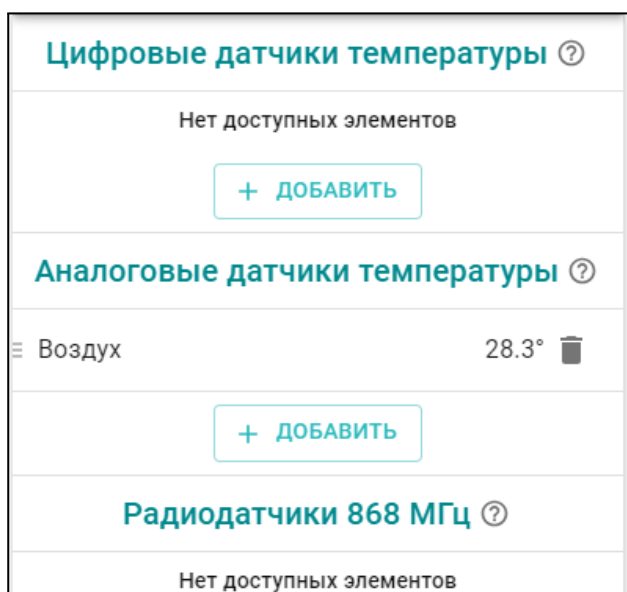 Цифровые датчики температуры ?
Нет доступных элементов
+ ДОБАВИТЬ
Аналоговые датчики температуры ?
Воздух 28.3°
+ ДОБАВИТЬ
Радиодатчики 868 МГц ?
Нет доступных элементов